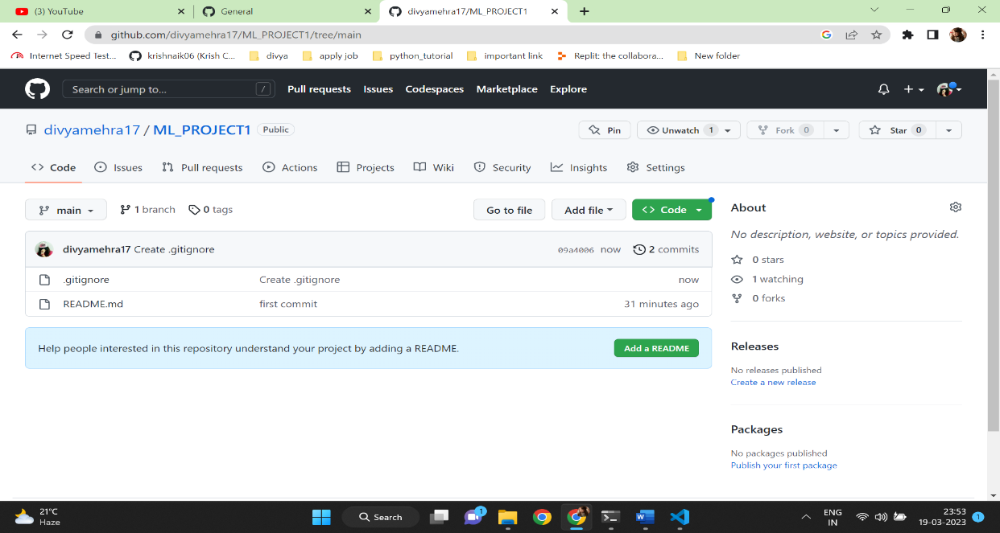 (3) YouTube
General
divyamehra17/ML_PROJECT1
github.com/divyamehra17/ML_PROJECT1/tree/main
Internet Speed Test...
krishnaik06 (Krish C...
divya
apply job
python_tutorial
important link
Replit: the collabora...
New folder
Search or jump to... /
Pull requests
Issues
Codespaces
Marketplace
Explore
divyamehra17 / ML_PROJECT1 Public
Pin
Unwatch 1
Fork 0
Star 0
Code
Issues
Pull requests
Actions
Projects
Wiki
Security
Insights
Settings
main
1 branch
0 tags
Go to file
Add file
Code
divyamehra17 Create .gitignore
09a4006 now
2 commits
.gitignore Create .gitignore now
README.md first commit 31 minutes ago
Help people interested in this repository understand your project by adding a README.
Add a README
About
No description, website, or topics provided.
0 stars
1 watching
0 forks
Releases
No releases published
Create a new release
Packages
No packages published
Publish your first package
21°C
Haze
Search
1
ENG
IN
23:53
19-03-2023
1